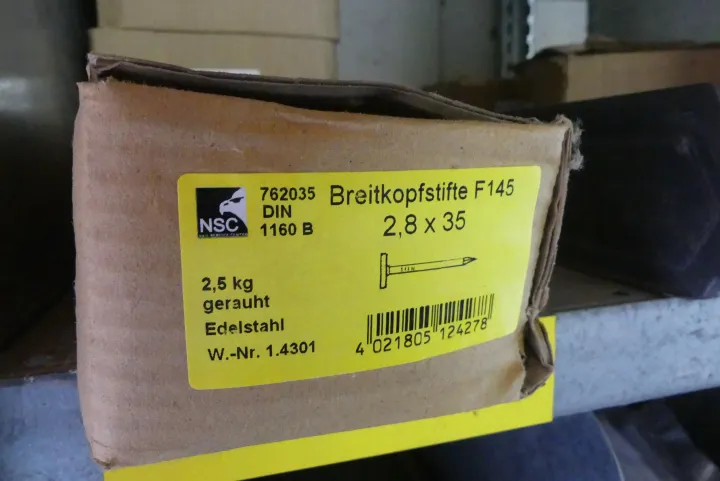 NSC
762035
DIN
1160 B
Breitkopfstifte F145
2,8 x 35
2,5 kg
gerauht
Edelstahl
W.-Nr. 1.4301
4 021805 124278